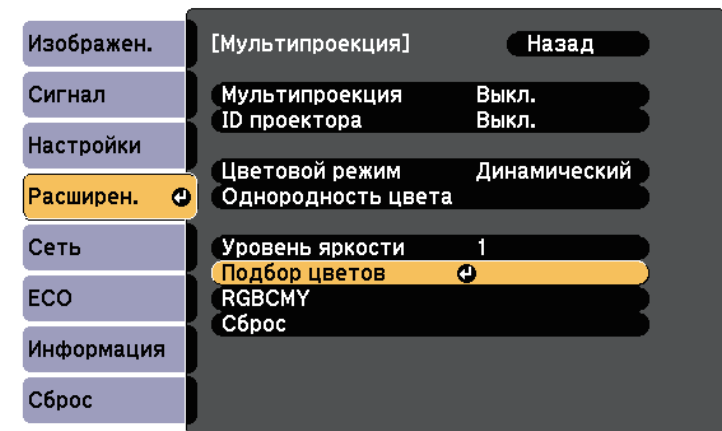 Изображен.
Сигнал
Настройки
Расширен.
Сеть
ECO
Информация
Сброс
[Мультипроекция] Назад
Мультипроекция Выкл.
ID проектора Выкл.
Цветовой режим Динамический
Однородность цвета
Уровень яркости 1
Подбор цветов
RGBCMY
Сброс